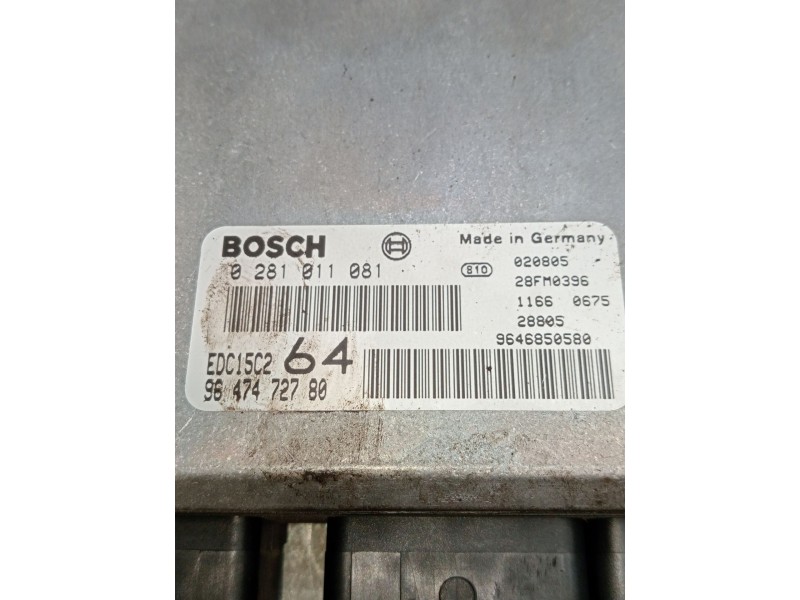 BOSCH Made in Germany
0 281 011 081 810 020805
28FM0396
1166 0675
28805
9646850580
EDC15C2 64
96 474 727 80